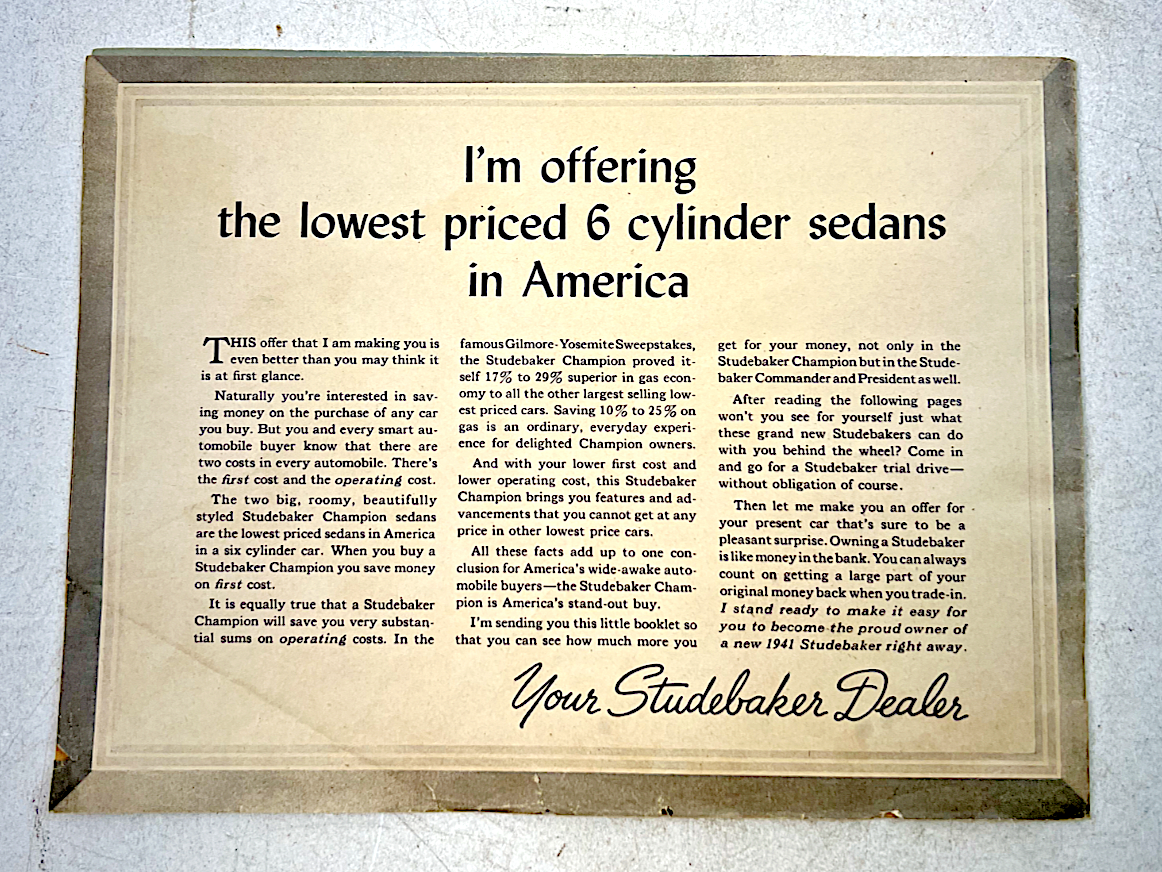 I'm offering
the lowest priced 6 cylinder sedans
in America
THIS offer that I am making you is
even better than you may think it
is at first glance.
Naturally you're interested in sav-
ing money on the purchase of any car
you buy. But you and every smart au-
tomobile buyer know that there are
two costs in every automobile. There's
the first cost and the operating cost.
The two big, roomy, beautifully
styled Studebaker Champion sedans
are the lowest priced sedans in America
in a six cylinder car. When you buy a
Studebaker Champion you save money
on first cost.
It is equally true that a Studebaker
Champion will save you very substan-
tial sums on operating costs. In the
famous Gilmore-Yosemite Sweepstakes,
the Studebaker Champion proved it-
self 17% to 29% superior in gas econ-
omy to all the other largest selling low-
est priced cars. Saving 10% to 25% on
gas is an ordinary, everyday experi-
ence for delighted Champion owners.
And with your lower first cost and
lower operating cost, this Studebaker
Champion brings you features and ad-
vancements that you cannot get at any
price in other lowest price cars.
All these facts add up to one con-
clusion for America's wide-awake auto-
mobile buyers—the Studebaker Cham-
pion is America's stand-out buy.
I'm sending you this little booklet so
that you can see how much more you
get for your money, not only in the
Studebaker Champion but in the Stude-
baker Commander and President as well.
After reading the following pages
won't you see for yourself just what
these grand new Studebakers can do
with you behind the wheel? Come in
and go for a Studebaker trial drive—
without obligation of course.
Then let me make you an offer for
your present car that's sure to be a
pleasant surprise. Owning a Studebaker
is like money in the bank. You can always
count on getting a large part of your
original money back when you trade-in.
I stand ready to make it easy for
you to become the proud owner of
a new 1941 Studebaker right away.
Your Studebaker Dealer